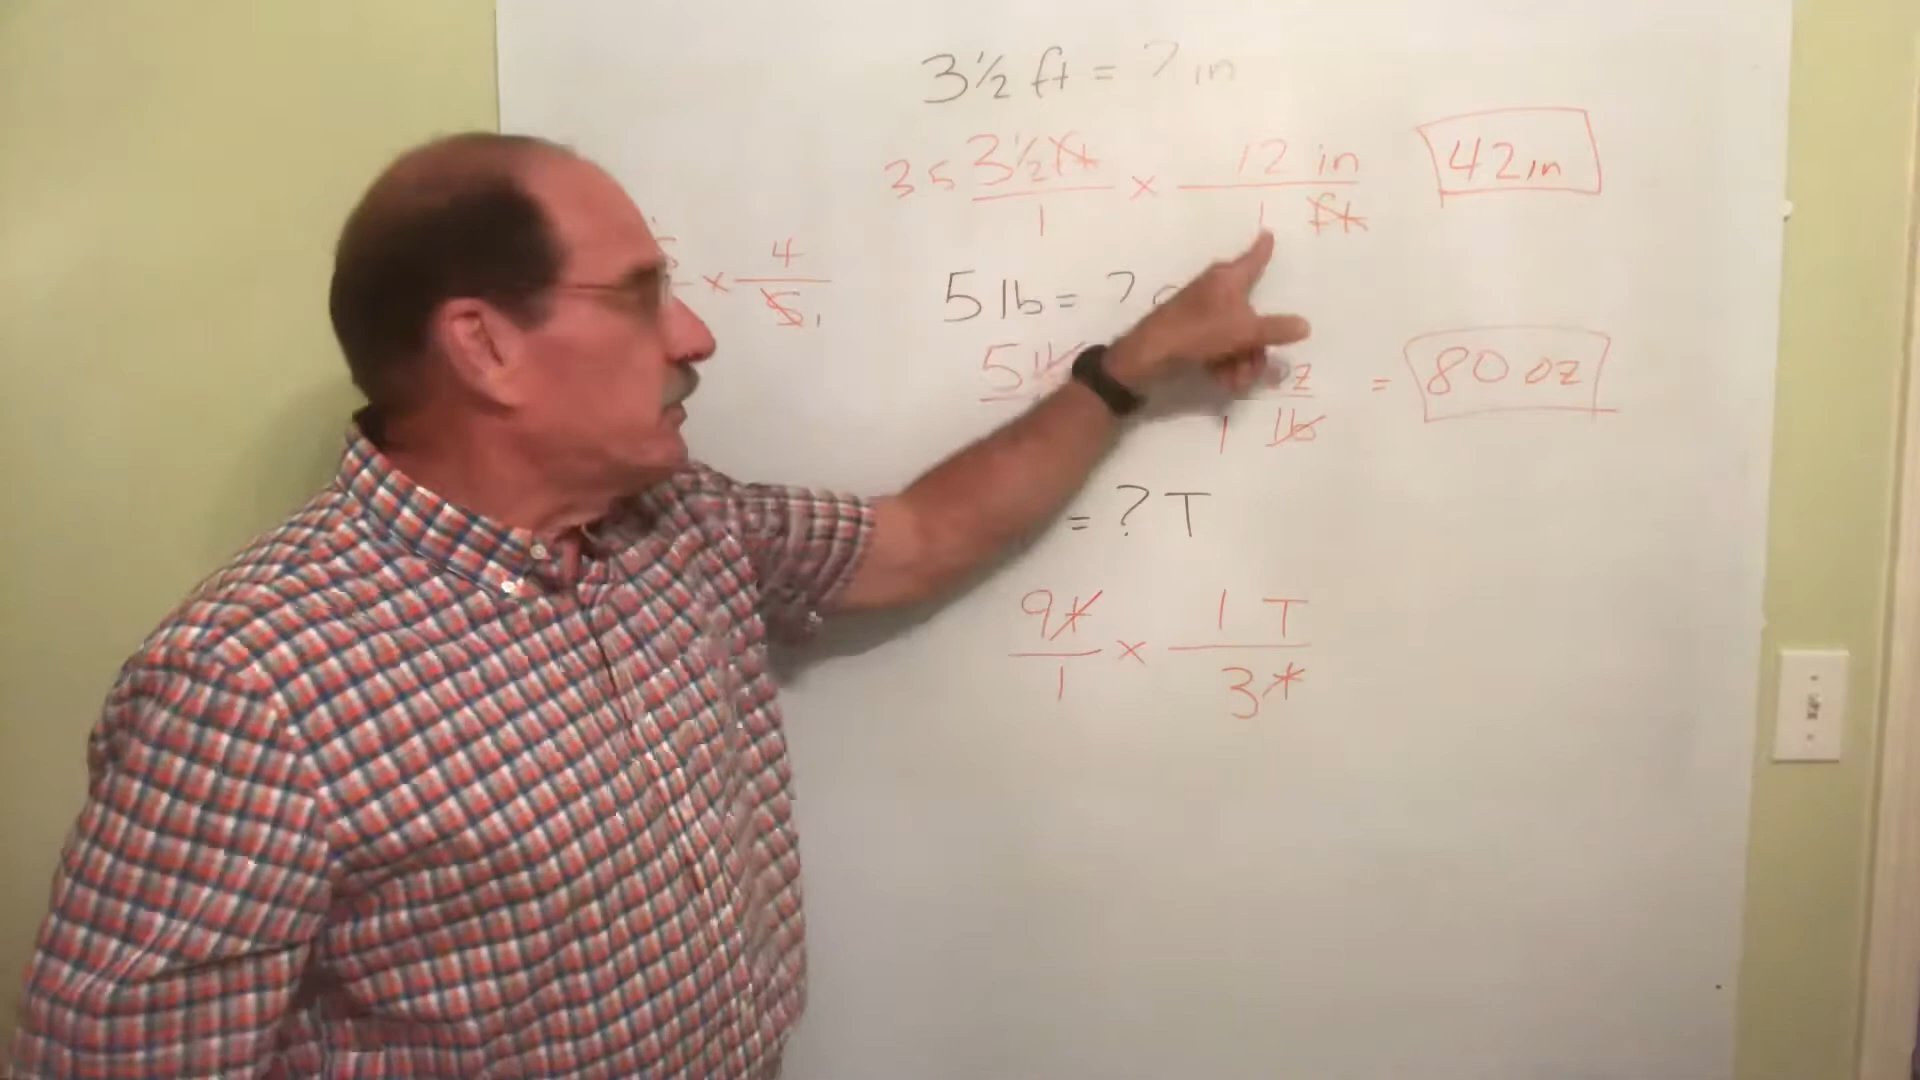 3½ ft = ? in
3 5 3½ ft / 1 × 12 in / 1 ft 42 in
× 4 / 5 1
5 lb = ?
5 lb oz / 1 lb = 80 oz
= ? T
9 t / 1 × 1 T / 3 t